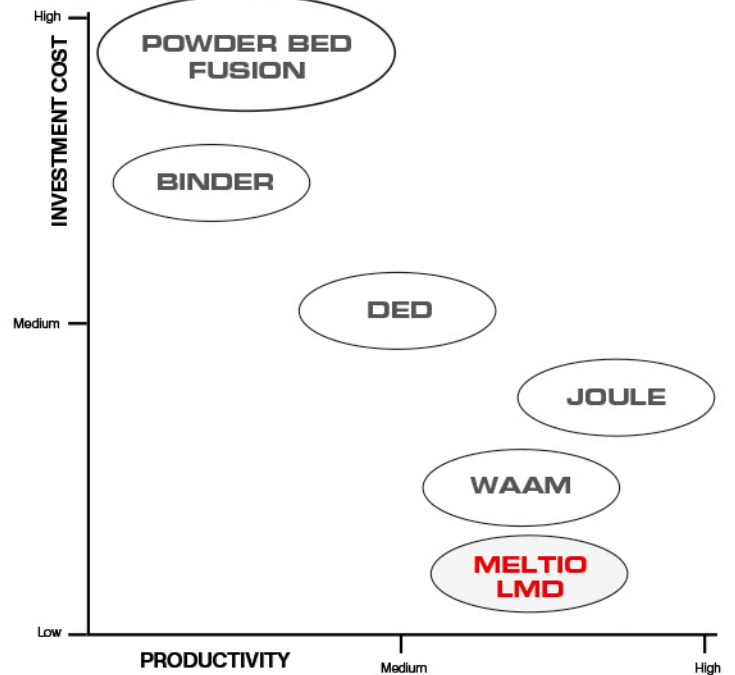 High
INVESTMENT COST
POWDER BED
FUSION
BINDER
DED
Medium
JOULE
WAAM
MELTIO
LMD
Low
PRODUCTIVITY
Medium
High